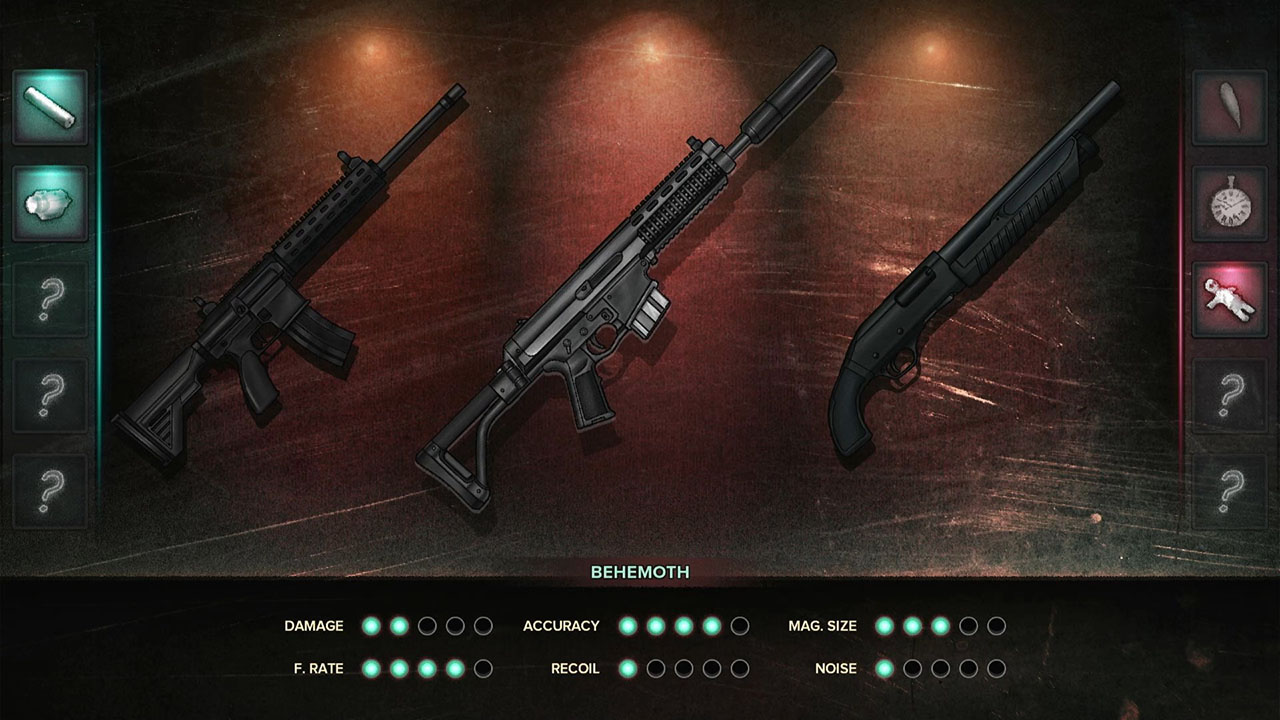 ?
?
?
?
?
BEHEMOTH
DAMAGE
ACCURACY
MAG. SIZE
F. RATE
RECOIL
NOISE